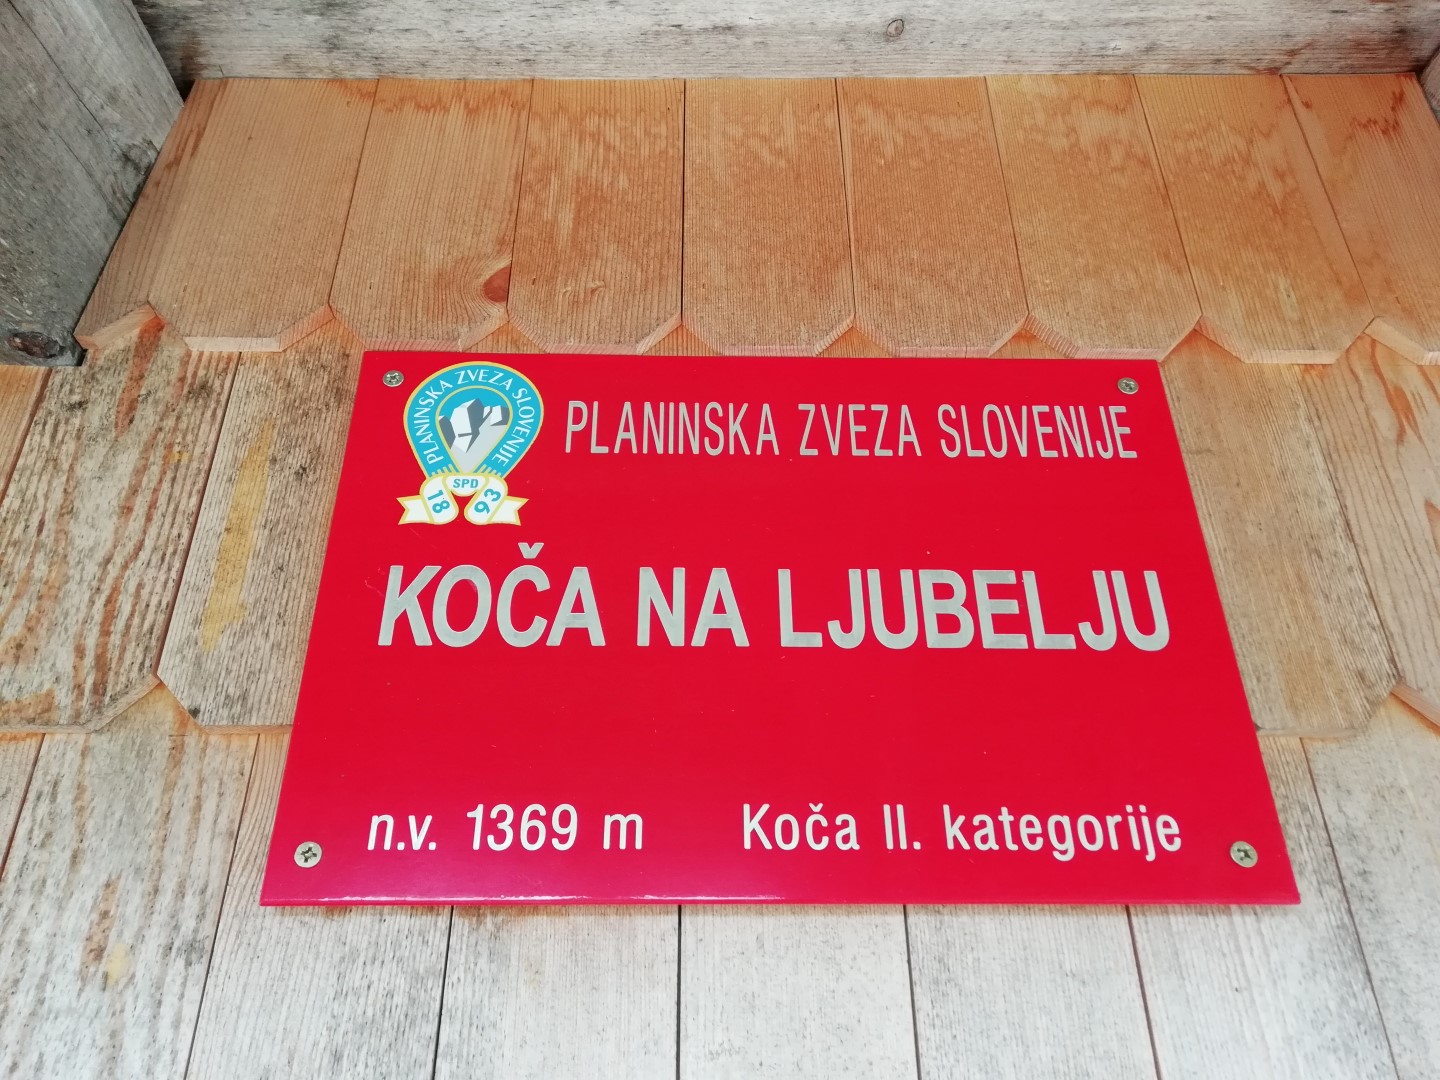 PLANINSKA ZVEZA SLOVENIJE
SPD
18 93
PLANINSKA ZVEZA SLOVENIJE
KOČA NA LJUBELJU
n.v. 1369 m Koča II. kategorije